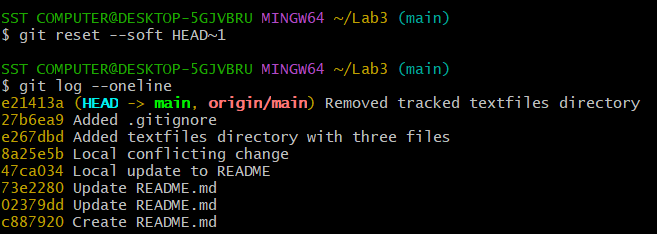 SST COMPUTER@DESKTOP-5GJVBRU MINGW64 ~/Lab3 (main)
$ git reset --soft HEAD~1
SST COMPUTER@DESKTOP-5GJVBRU MINGW64 ~/Lab3 (main)
$ git log --oneline
e21413a (HEAD -> main, origin/main) Removed tracked textfiles directory
27b6ea9 Added .gitignore
e267dbd Added textfiles directory with three files
8a25e5b Local conflicting change
47ca034 Local update to README
73e2280 Update README.md
02379dd Update README.md
c887920 Create README.md